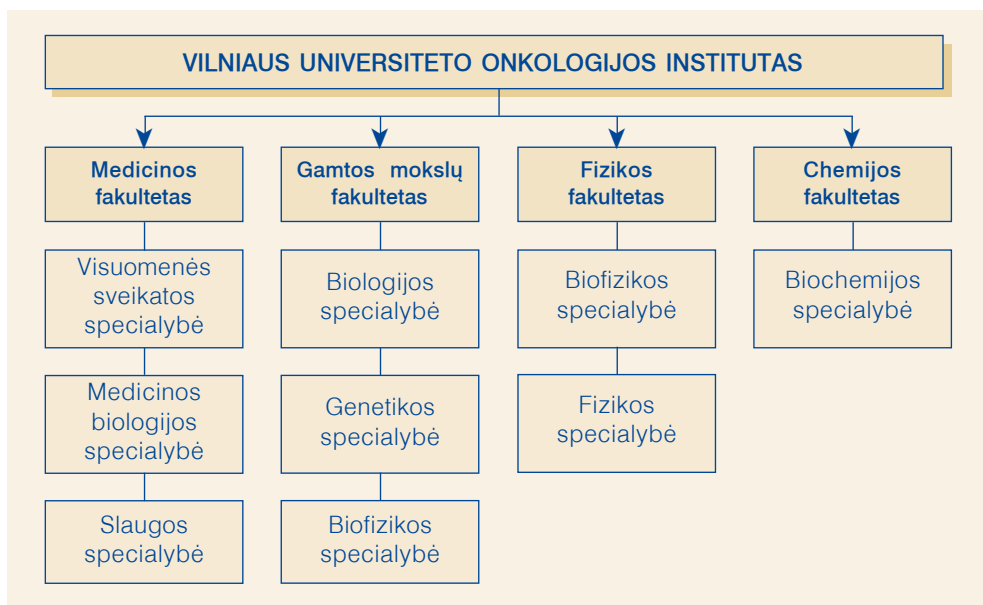 VILNIAUS UNIVERSITETO ONKOLOGIJOS INSTITUTAS
Medicinos
fakultetas
Visuomenės
sveikatos
specialybė
Medicinos
biologijos
specialybė
Slaugos
specialybė
Gamtos mokslų
fakultetas
Biologijos
specialybė
Genetikos
specialybė
Biofizikos
specialybė
Fizikos
fakultetas
Biofizikos
specialybė
Fizikos
specialybė
Chemijos
fakultetas
Biochemijos
specialybė